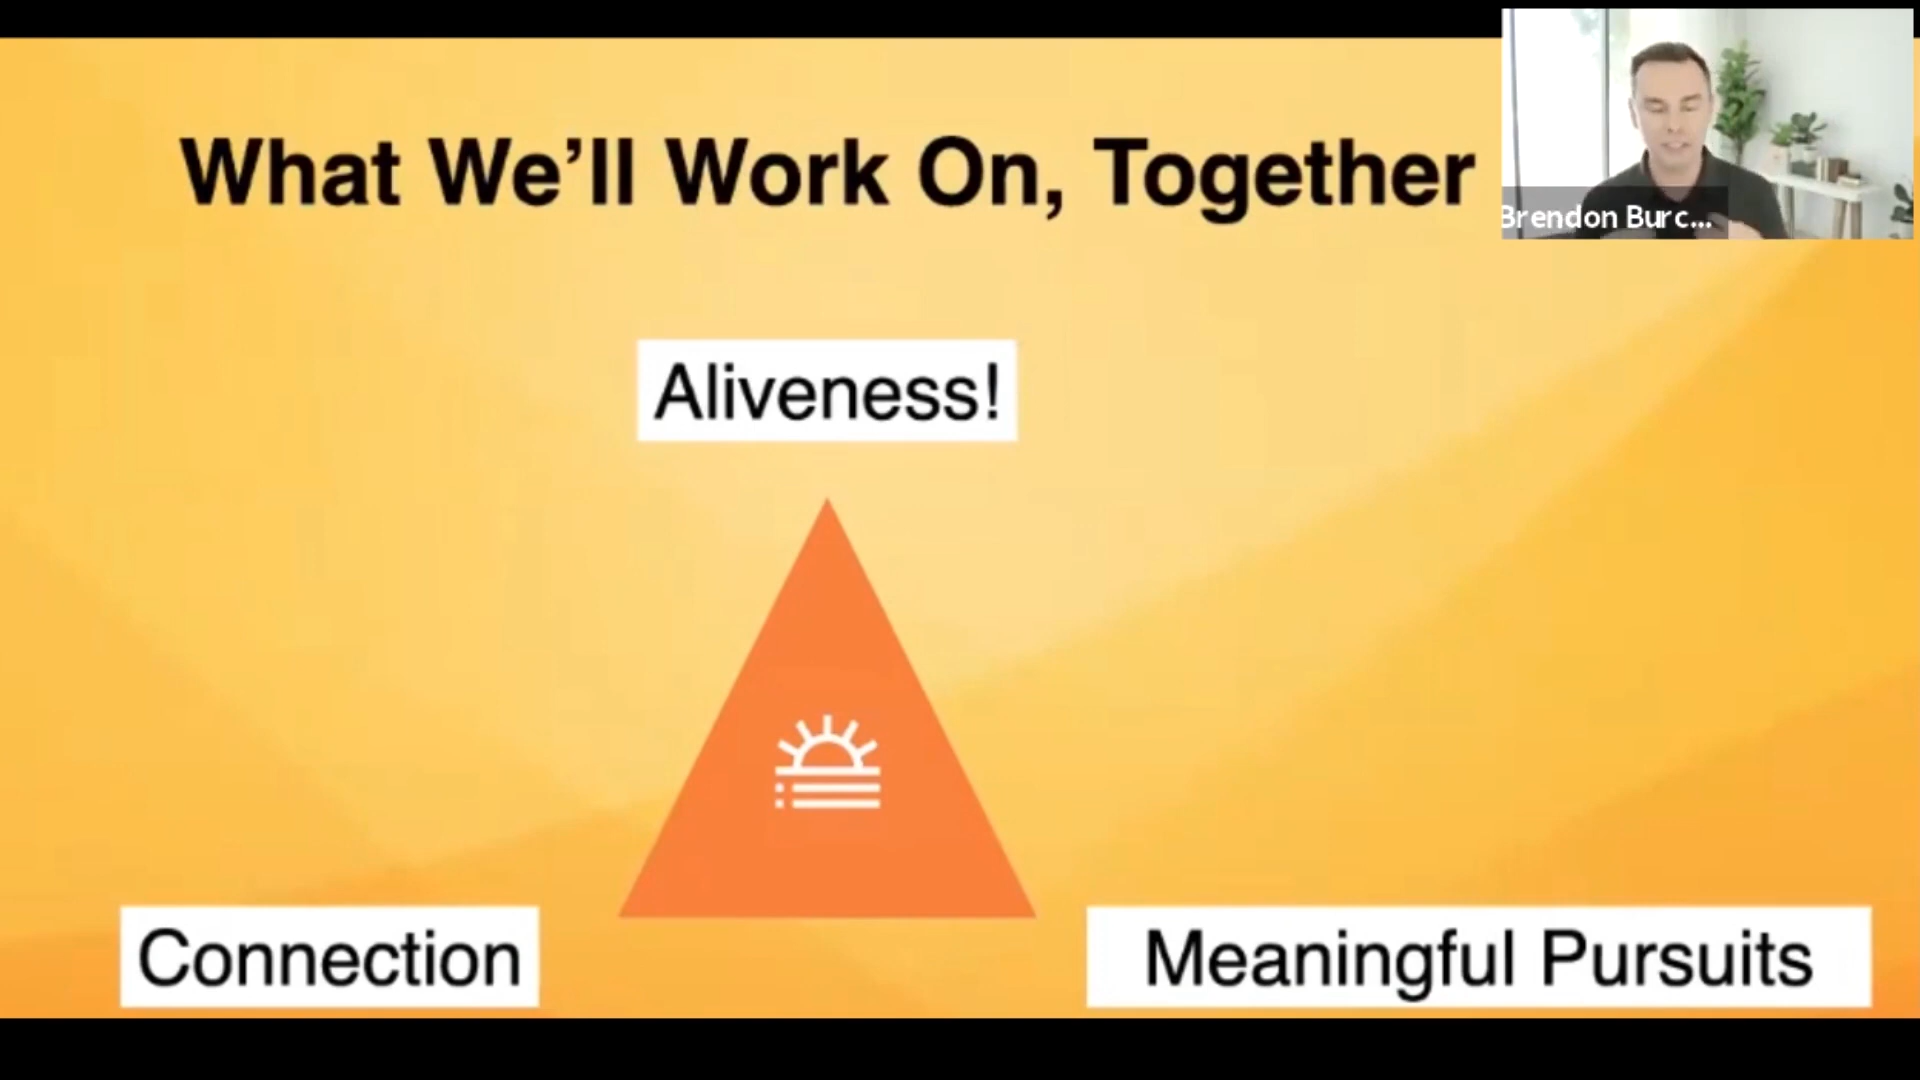 What We’ll Work On, Together
Brendon Burc...
Aliveness!
Connection
Meaningful Pursuits